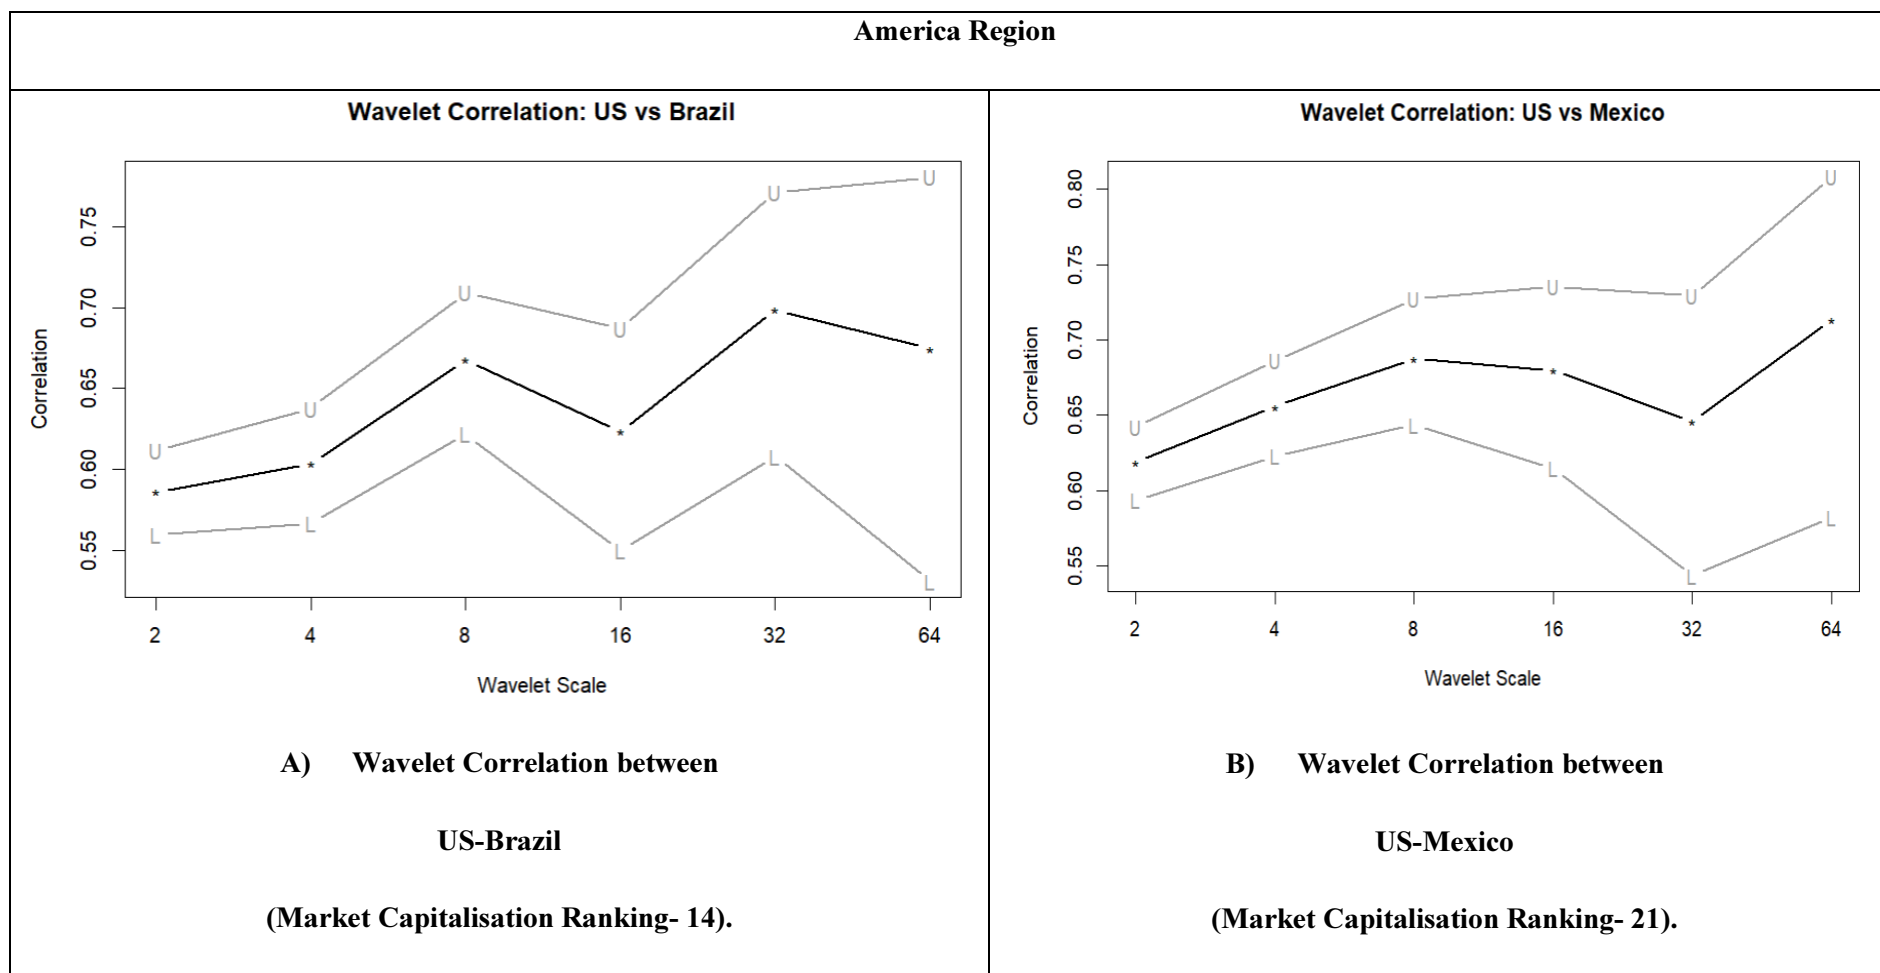 America Region
Wavelet Correlation: US vs Brazil
Correlation
0.75
0.70
0.65
0.60
0.55
U U U U U U
* * * * * *
L L L L L L
2 4 8 16 32 64
Wavelet Scale
A) Wavelet Correlation between
US-Brazil
(Market Capitalisation Ranking- 14).
Wavelet Correlation: US vs Mexico
Correlation
0.80
0.75
0.70
0.65
0.60
0.55
U U U U U U
* * * * * *
L L L L L L
2 4 8 16 32 64
Wavelet Scale
B) Wavelet Correlation between
US-Mexico
(Market Capitalisation Ranking- 21).